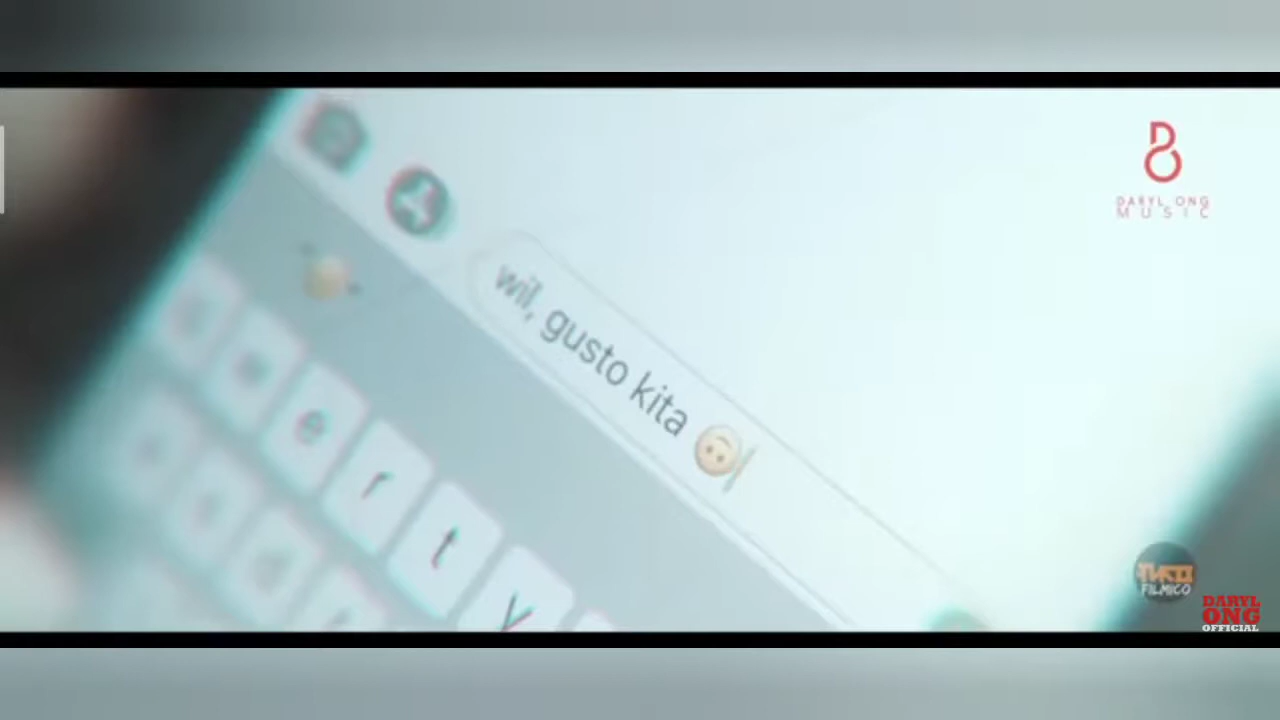 DARYL ONG
MUSIC
wil, gusto kita 🙃
e
r
t
y
FILMICO
DARYL
ONG
OFFICIAL